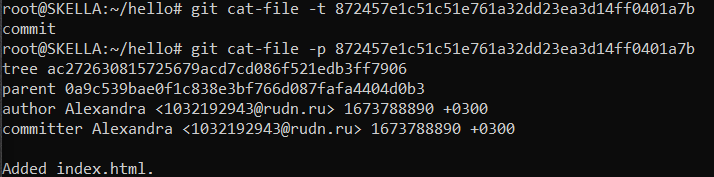 root@SKELLA:~/hello# git cat-file -t 872457e1c51c51e761a32dd23ea3d14ff0401a7b
commit
root@SKELLA:~/hello# git cat-file -p 872457e1c51c51e761a32dd23ea3d14ff0401a7b
tree ac272630815725679acd7cd086f521edb3ff7906
parent 0a9c539bae0f1c838e3bf766d087fafa4404d0b3
author Alexandra <1032192943@rudn.ru> 1673788890 +0300
committer Alexandra <1032192943@rudn.ru> 1673788890 +0300

Added index.html.